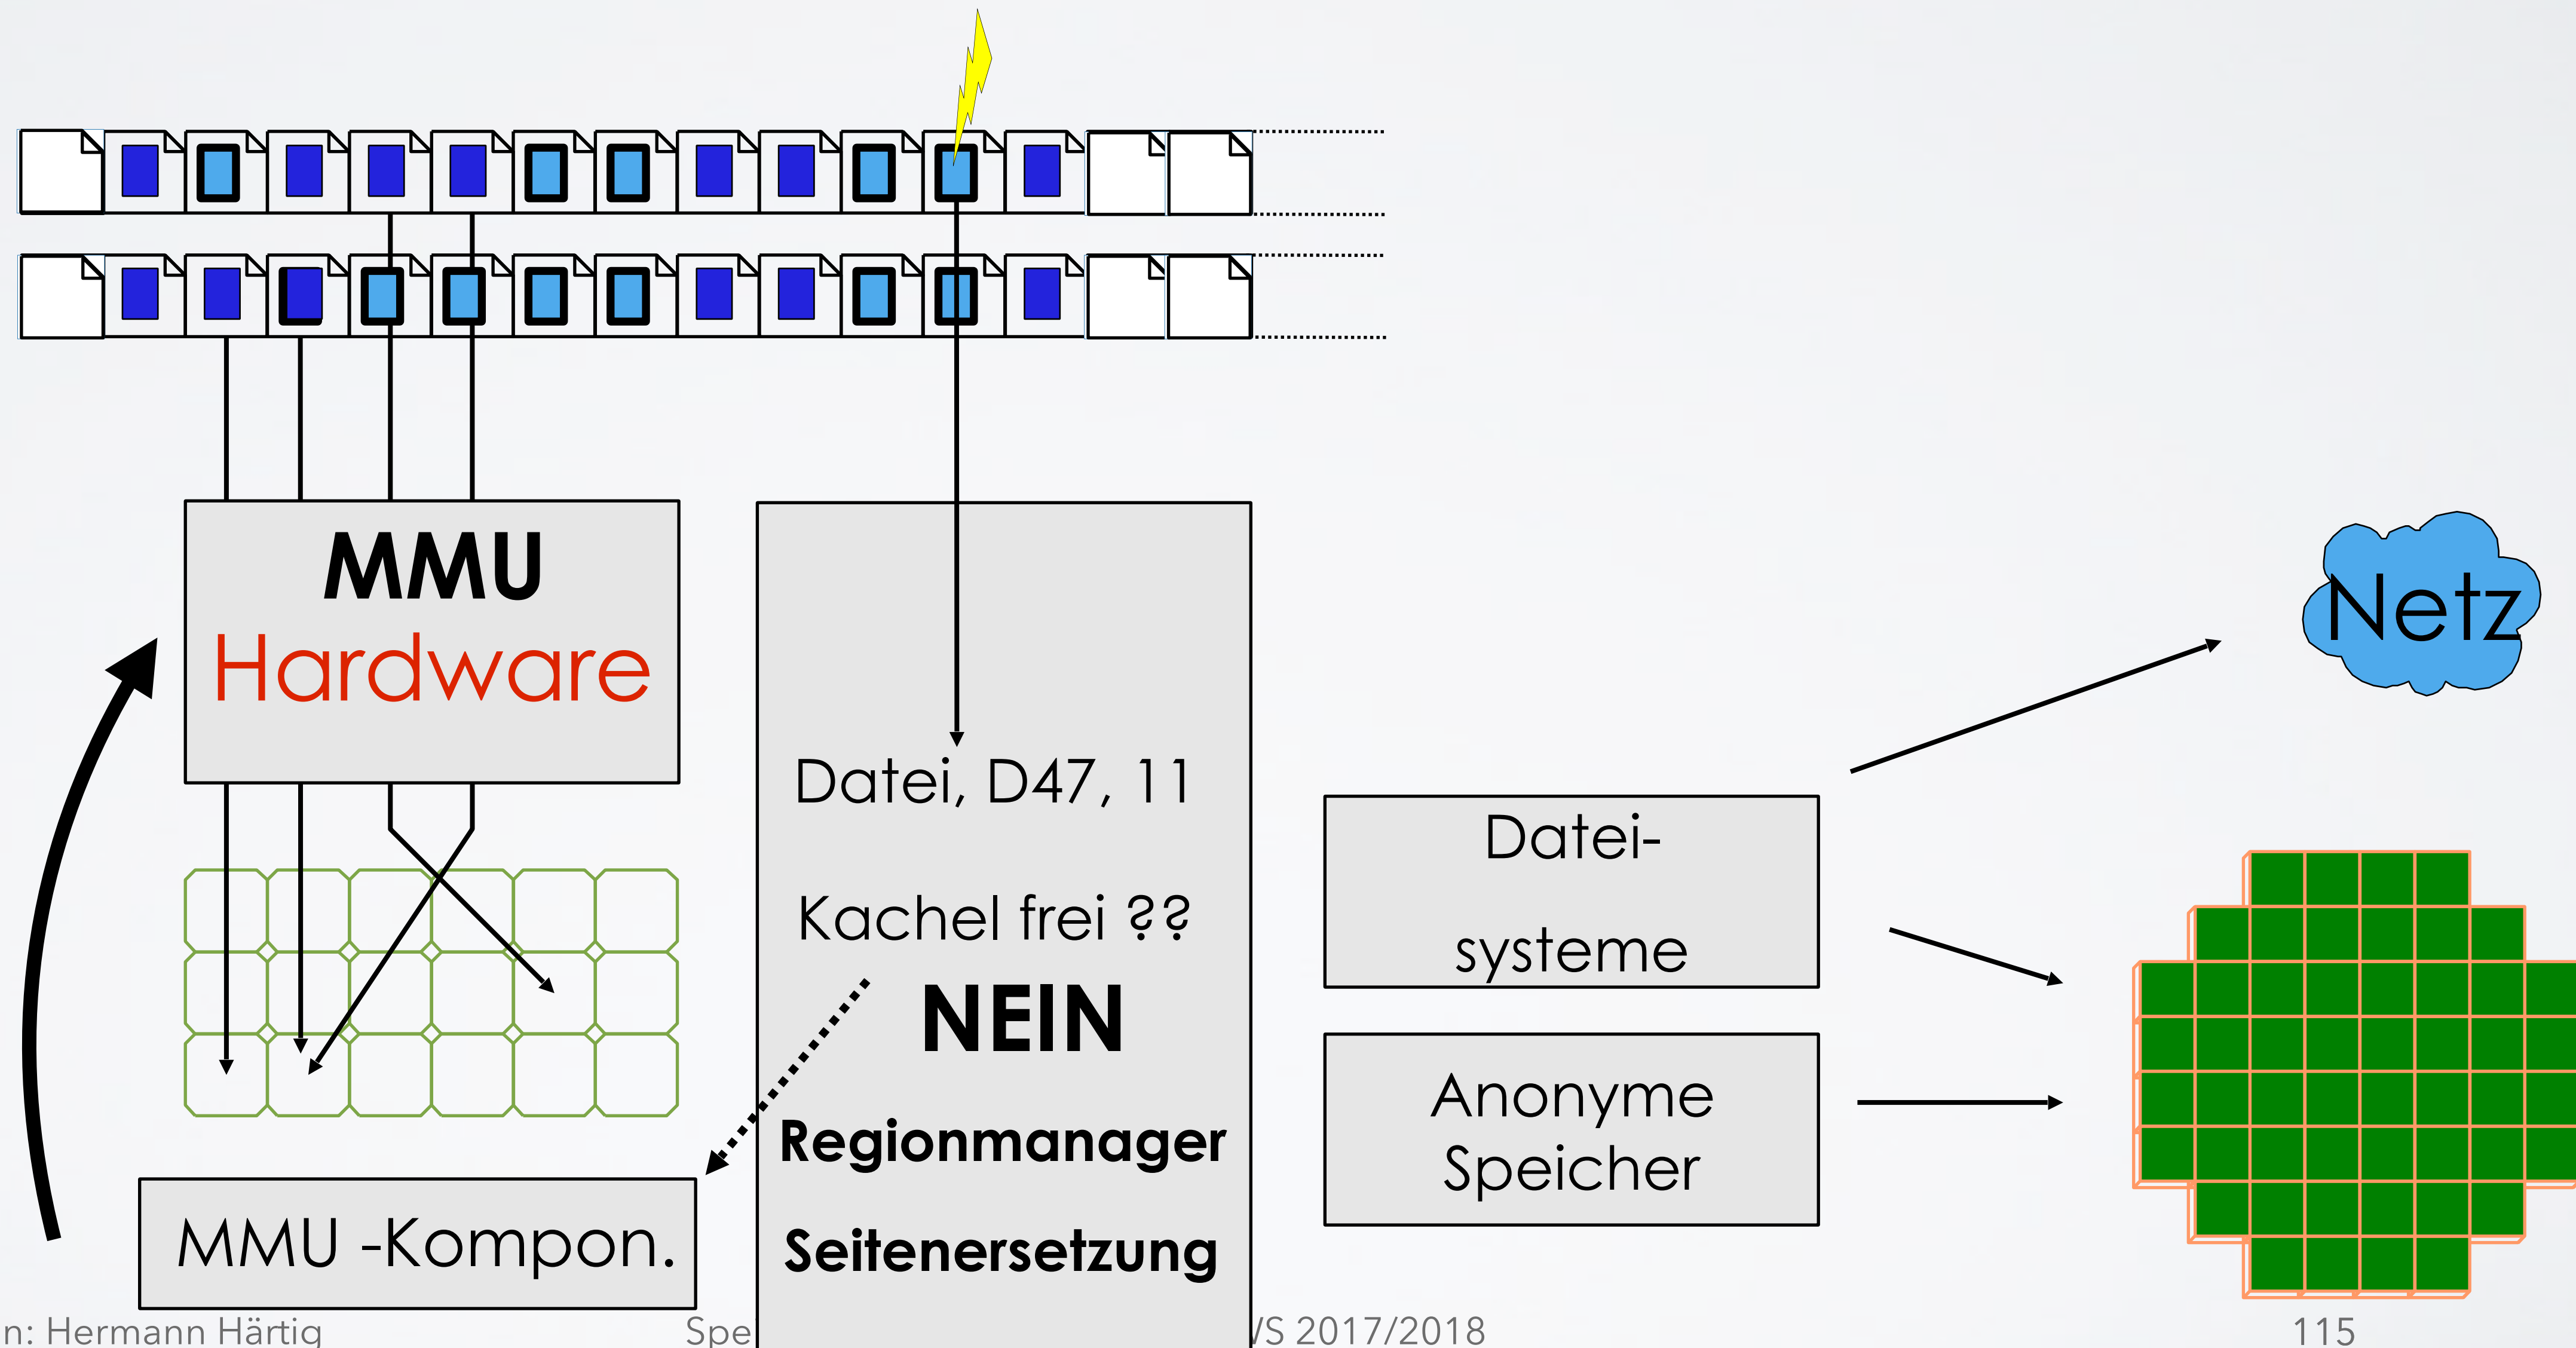 MMU
Hardware
Netz
Datei, D47, 11
Kachel frei ??
NEIN
Regionmanager
Seitenersetzung
Datei-
systeme
Anonyme
Speicher
MMU -Kompon.
Hermann Härtig
2017/2018
115